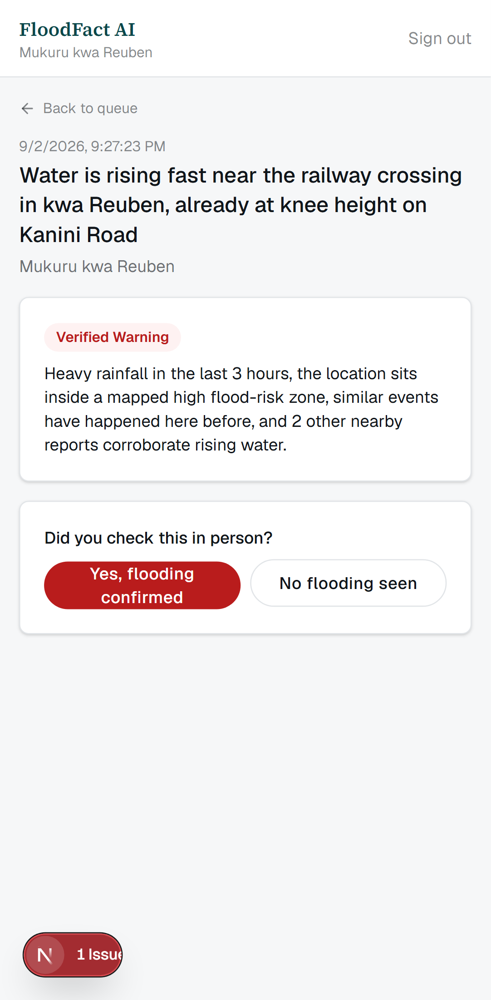 FloodFact AI
Mukuru kwa Reuben
Sign out
Back to queue
9/2/2026, 9:27:23 PM
Water is rising fast near the railway crossing
in kwa Reuben, already at knee height on
Kanini Road
Mukuru kwa Reuben
Verified Warning
Heavy rainfall in the last 3 hours, the location sits
inside a mapped high flood-risk zone, similar events
have happened here before, and 2 other nearby
reports corroborate rising water.
Did you check this in person?
Yes, flooding
confirmed
No flooding seen
N
1 Issue